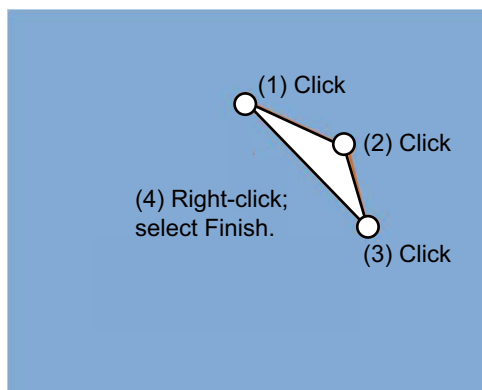 (1) Click
(2) Click
(4) Right-click;
select Finish.
(3) Click